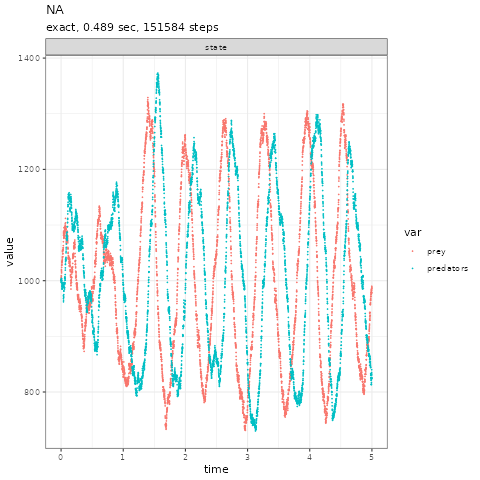 NA
exact, 0.489 sec, 151584 steps
state
1400
1200
1000
800
value
0
1
2
3
4
5
time
var
prey
predators